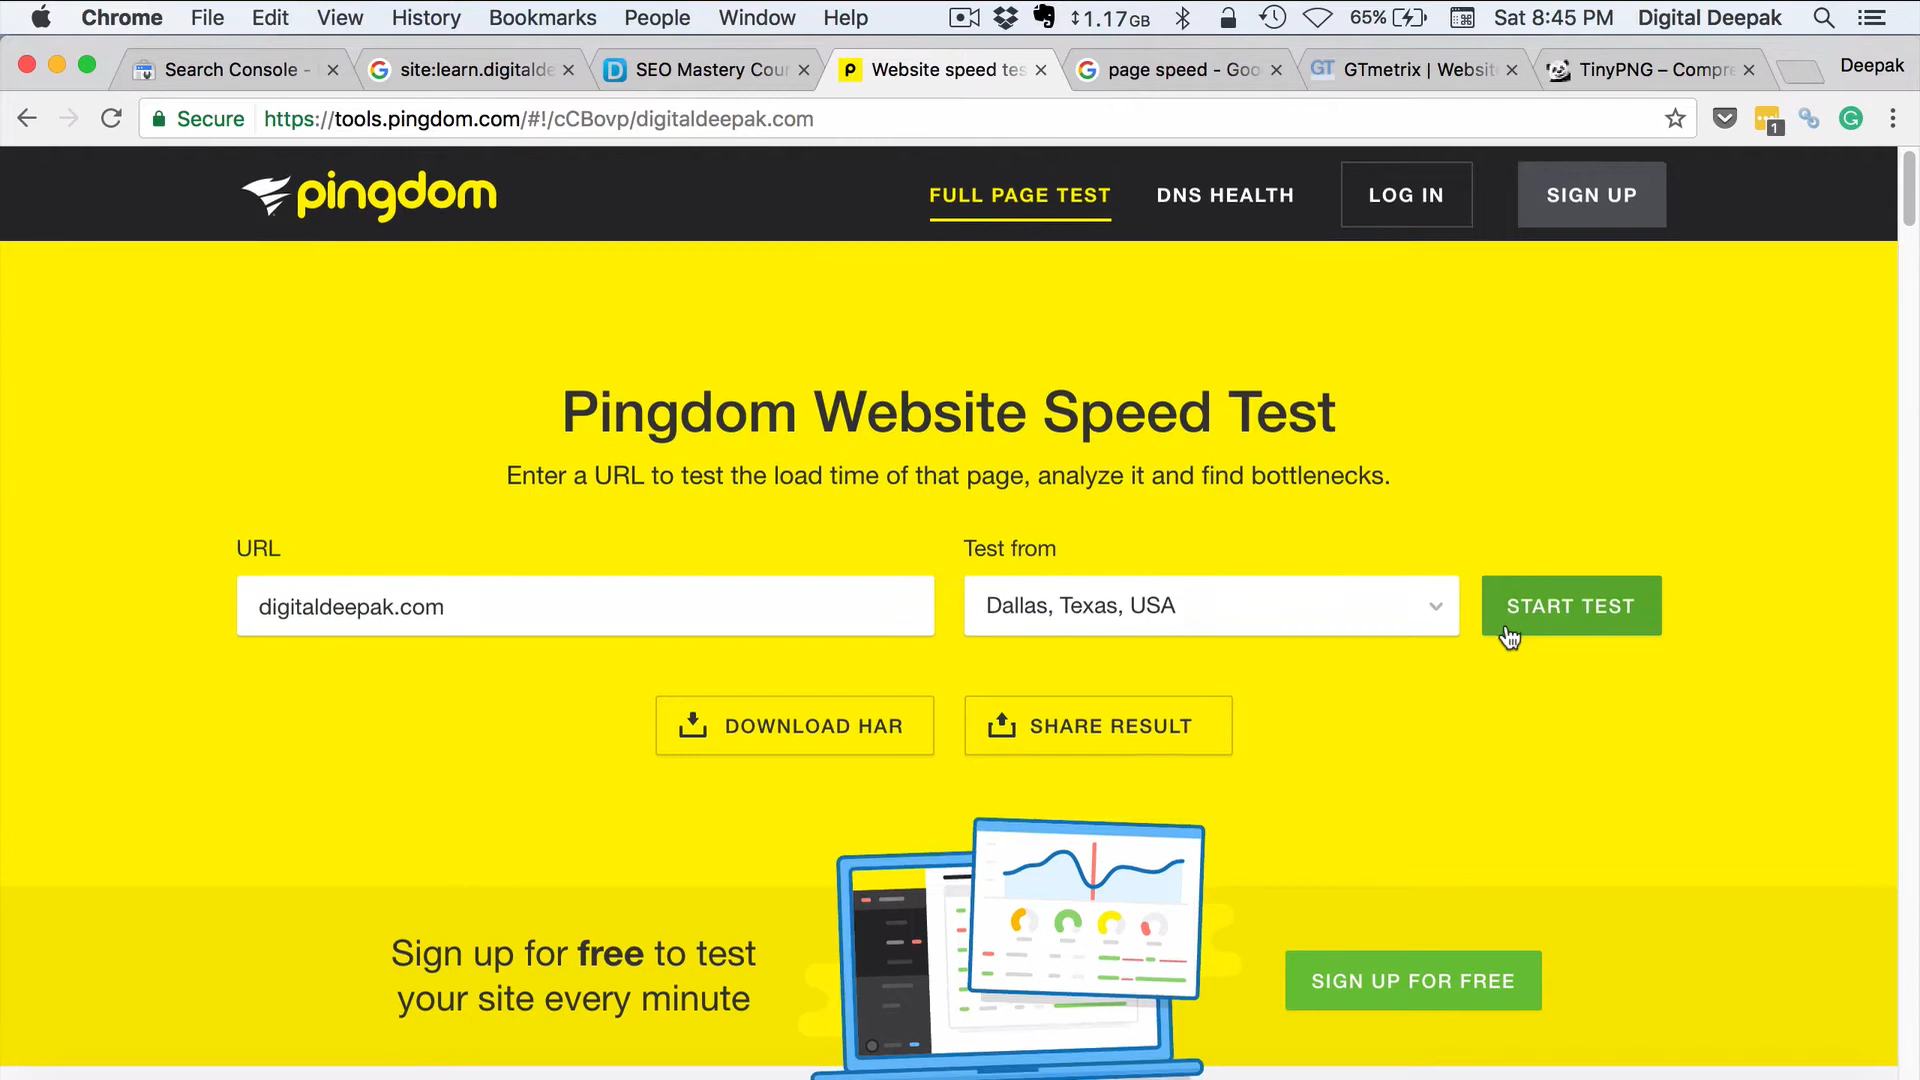 Chrome File Edit View History Bookmarks People Window Help 1.17GB 65% Sat 8:45 PM Digital Deepak
Search Console - site:learn.digitalde SEO Mastery Cour Website speed tes page speed - Goo GTmetrix | Websit TinyPNG – Compre Deepak
Secure https://tools.pingdom.com/#!/cCBovp/digitaldeepak.com 1
pingdom FULL PAGE TEST DNS HEALTH LOG IN SIGN UP
Pingdom Website Speed Test
Enter a URL to test the load time of that page, analyze it and find bottlenecks.
URL Test from
digitaldeepak.com Dallas, Texas, USA START TEST
DOWNLOAD HAR SHARE RESULT
Sign up for free to test
your site every minute
SIGN UP FOR FREE